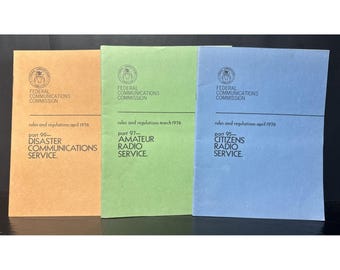 FEDERAL
COMMUNICATIONS
COMMISSION
rules and regulations april 1976
part 99—
DISASTER
COMMUNICATIONS
SERVICE.
FEDERAL
COMMUNICATIONS
COMMISSION
rules and regulations march 1976
part 97—
AMATEUR
RADIO
SERVICE.
FEDERAL
COMMUNICATIONS
COMMISSION
rules and regulations april 1976
part 95—
CITIZENS
RADIO
SERVICE.